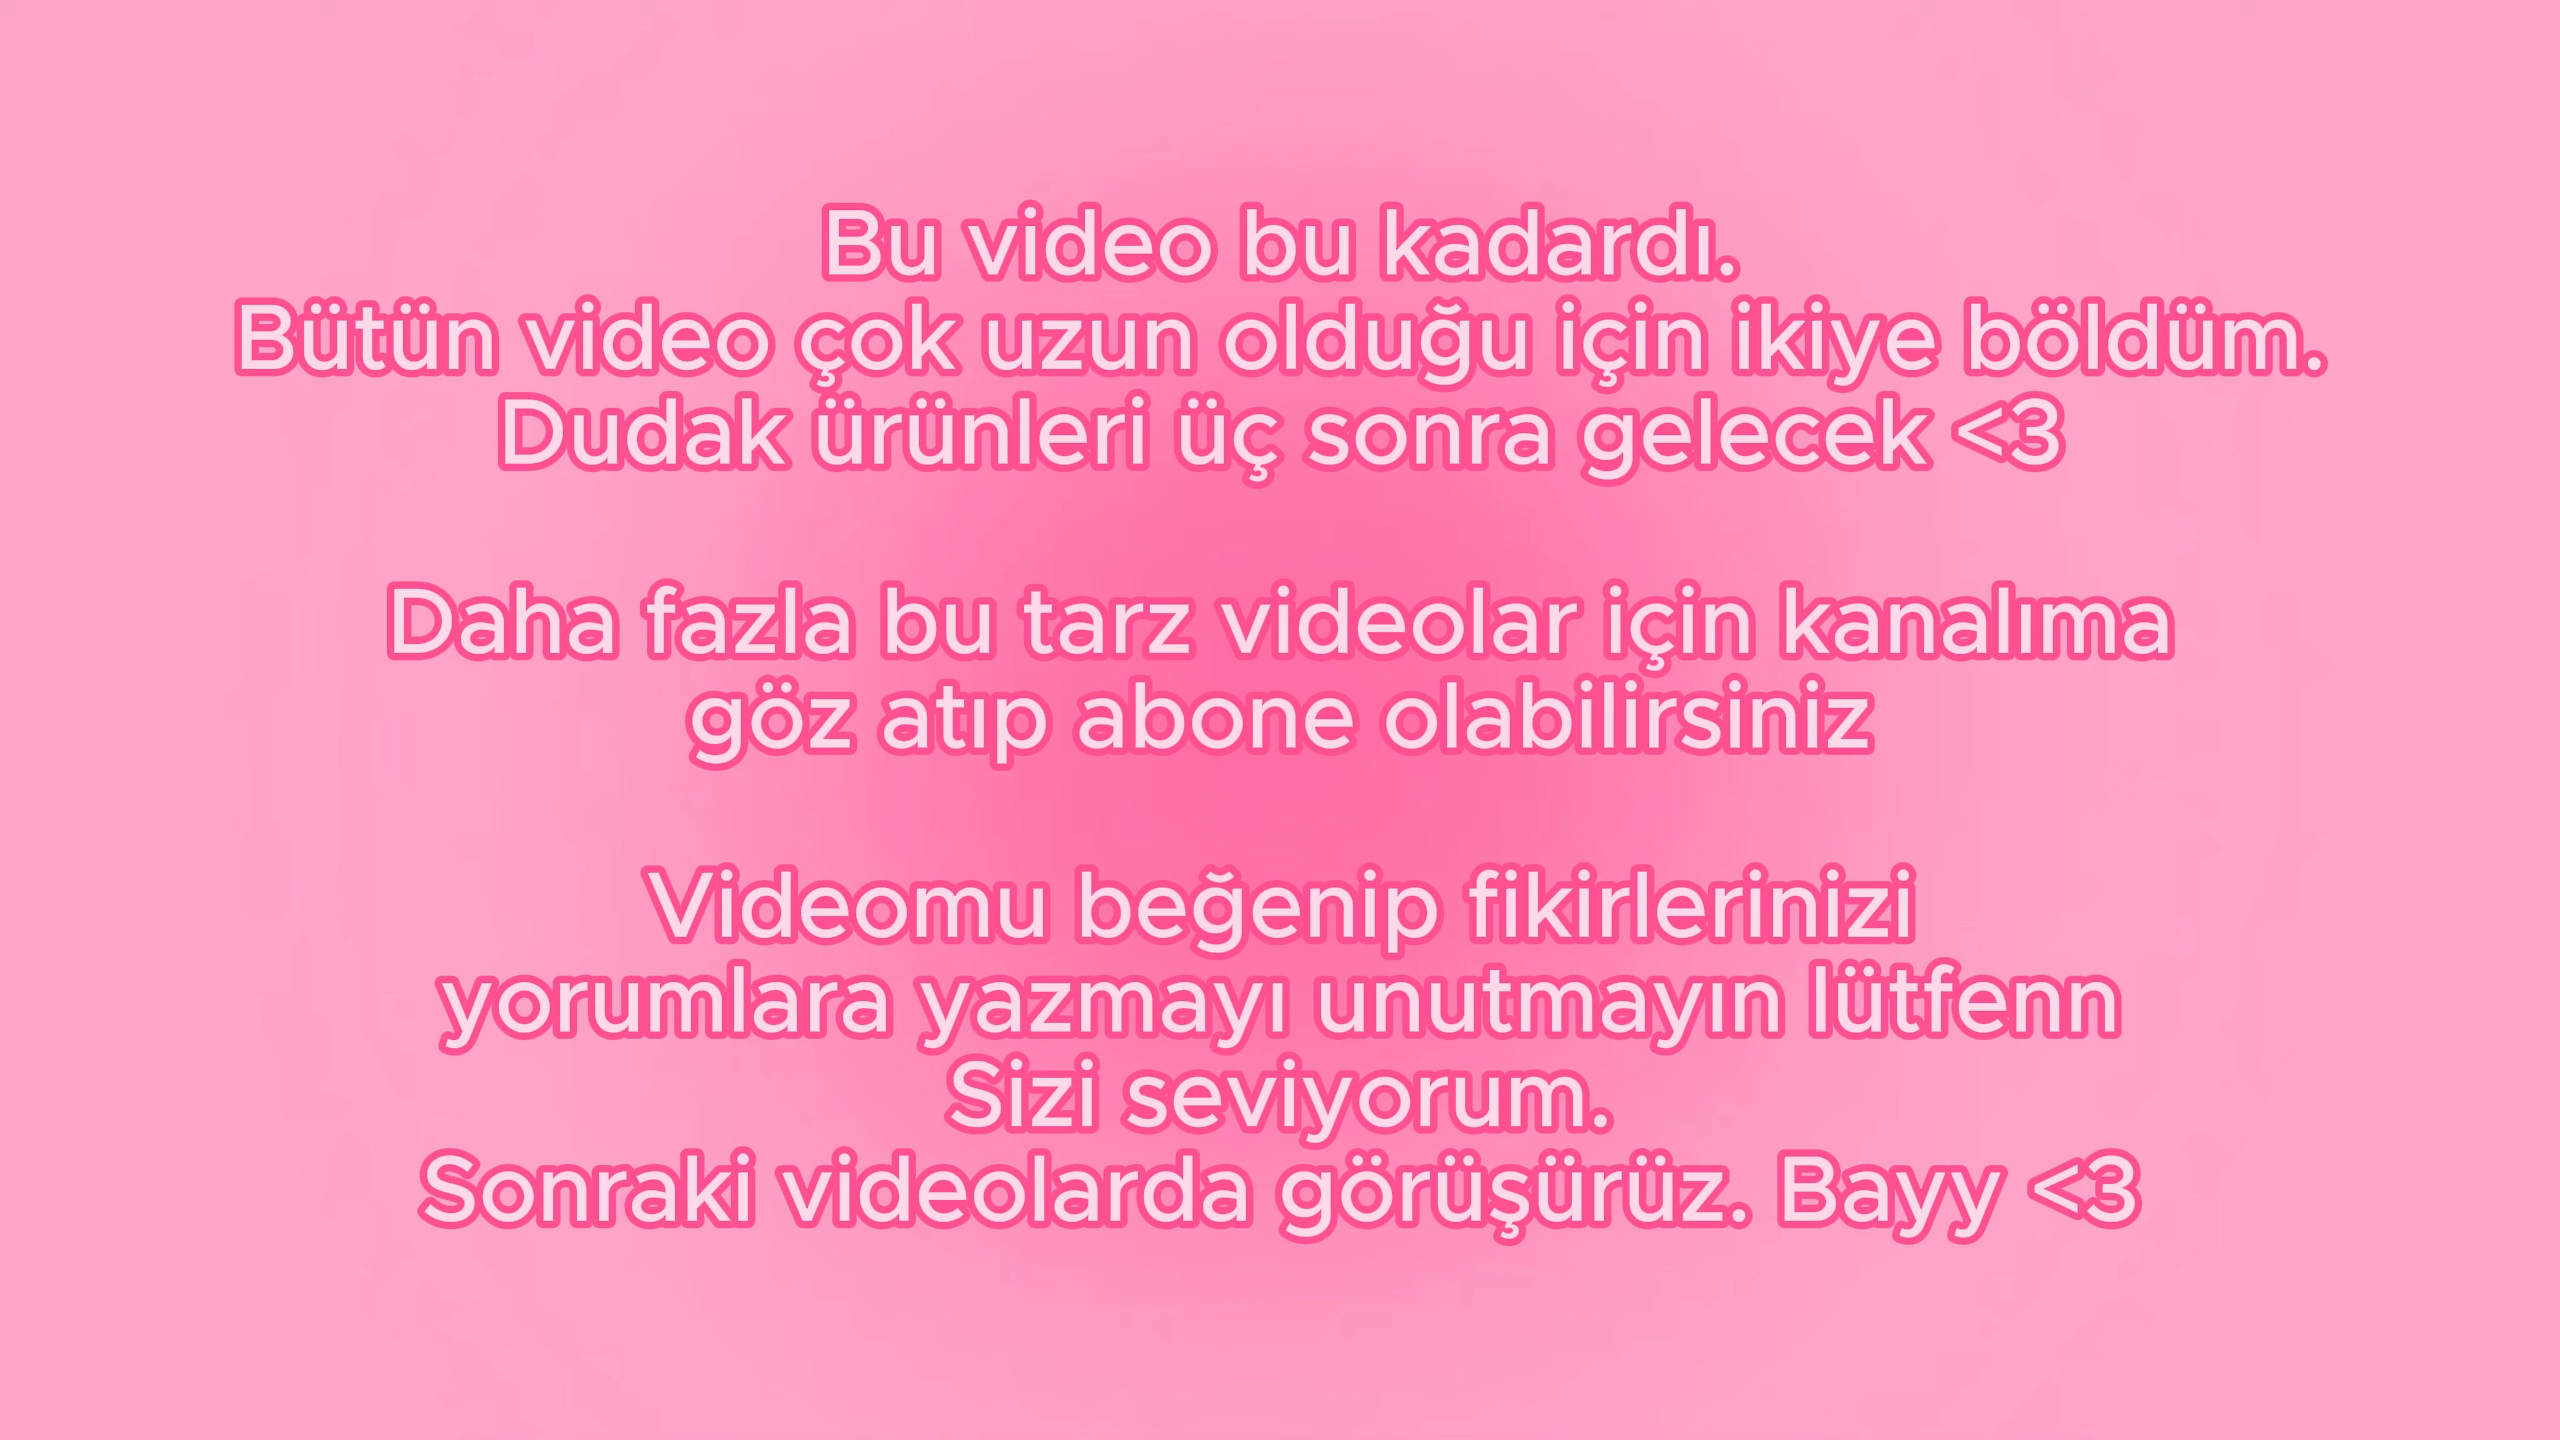 Bu video bu kadardı.
Bütün video çok uzun olduğu için ikiye böldüm.
Dudak ürünleri üç sonra gelecek <3
Daha fazla bu tarz videolar için kanalıma
göz atıp abone olabilirsiniz
Videomu beğenip fikirlerinizi
yorumlara yazmayı unutmayın lütfenn
Sizi seviyorum.
Sonraki videolarda görüşürüz. Bayy <3